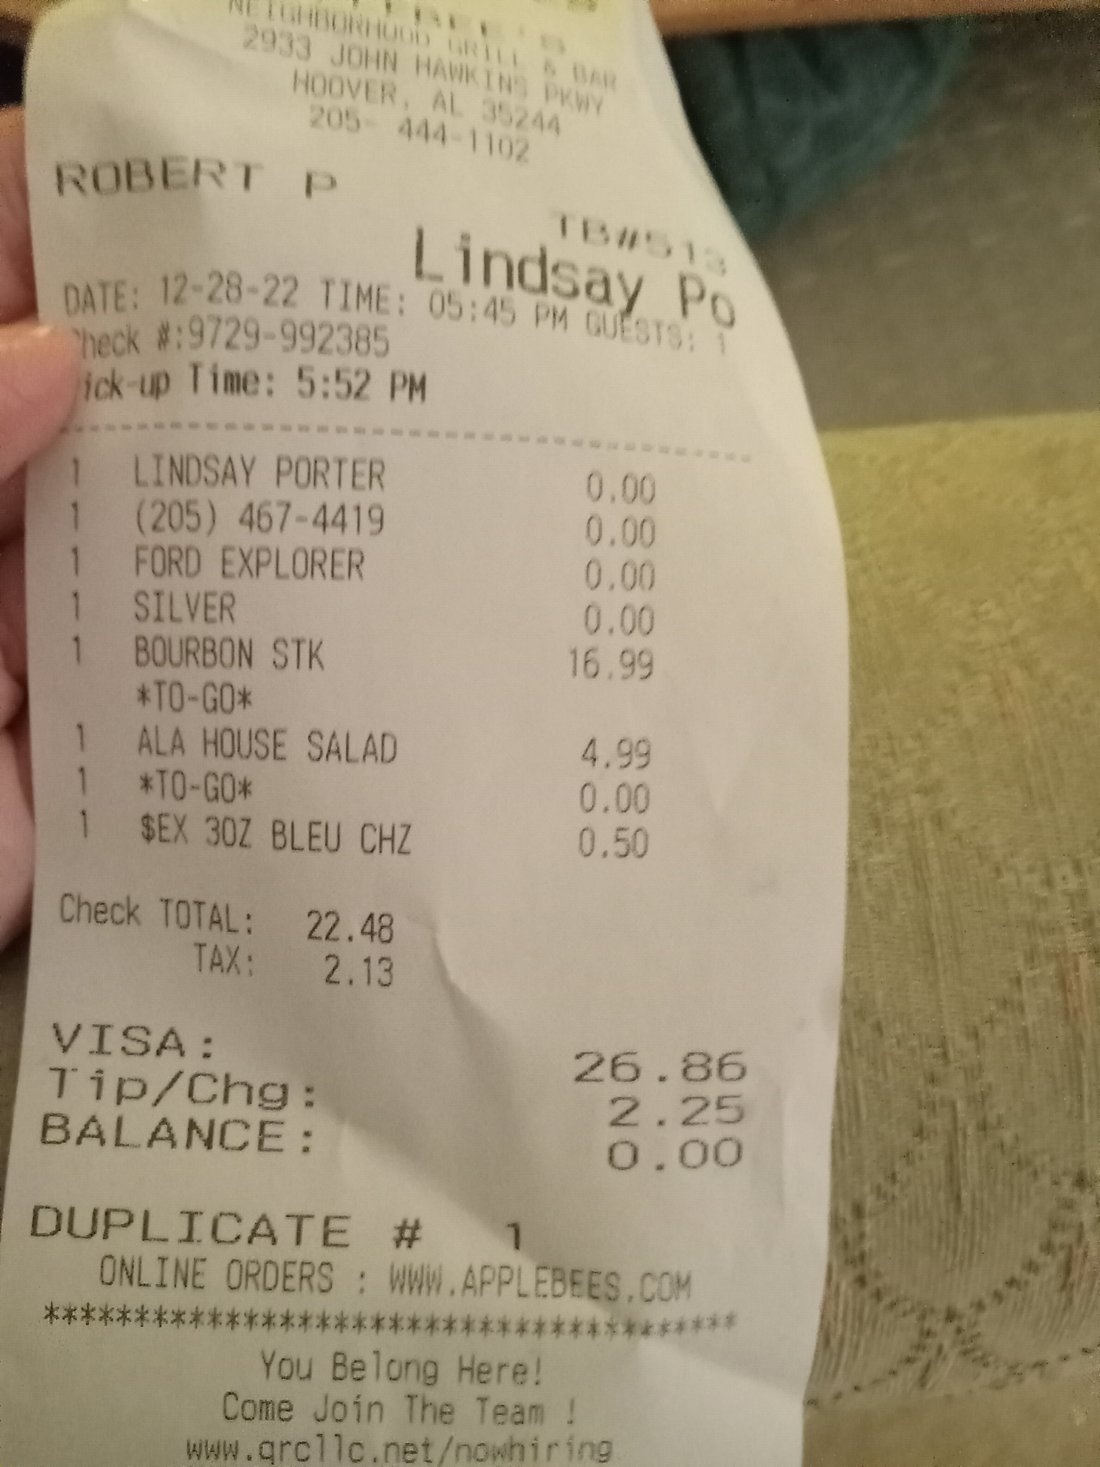 NEIGHBORHOOD GRILL & BAR
2933 JOHN HAWKINS PKWY
HOOVER, AL 35244
205- 444-1102
ROBERT P
TB#513
Lindsay Po
DATE: 12-28-22 TIME: 05:45 PM GUESTS: 1
heck #:9729-992385
ick-up Time: 5:52 PM
1 LINDSAY PORTER 0.00
1 (205) 467-4419 0.00
1 FORD EXPLORER 0.00
1 SILVER 0.00
1 BOURBON STK 16.99
*TO-GO*
1 ALA HOUSE SALAD 4.99
1 *TO-GO* 0.00
1 $EX 3OZ BLEU CHZ 0.50
Check TOTAL: 22.48
TAX: 2.13
VISA: 26.86
Tip/Chg: 2.25
BALANCE: 0.00
DUPLICATE # 1
ONLINE ORDERS : WWW.APPLEBEES.COM
****************************************
You Belong Here!
Come Join The Team !
www.qrcllc.net/nowhiring